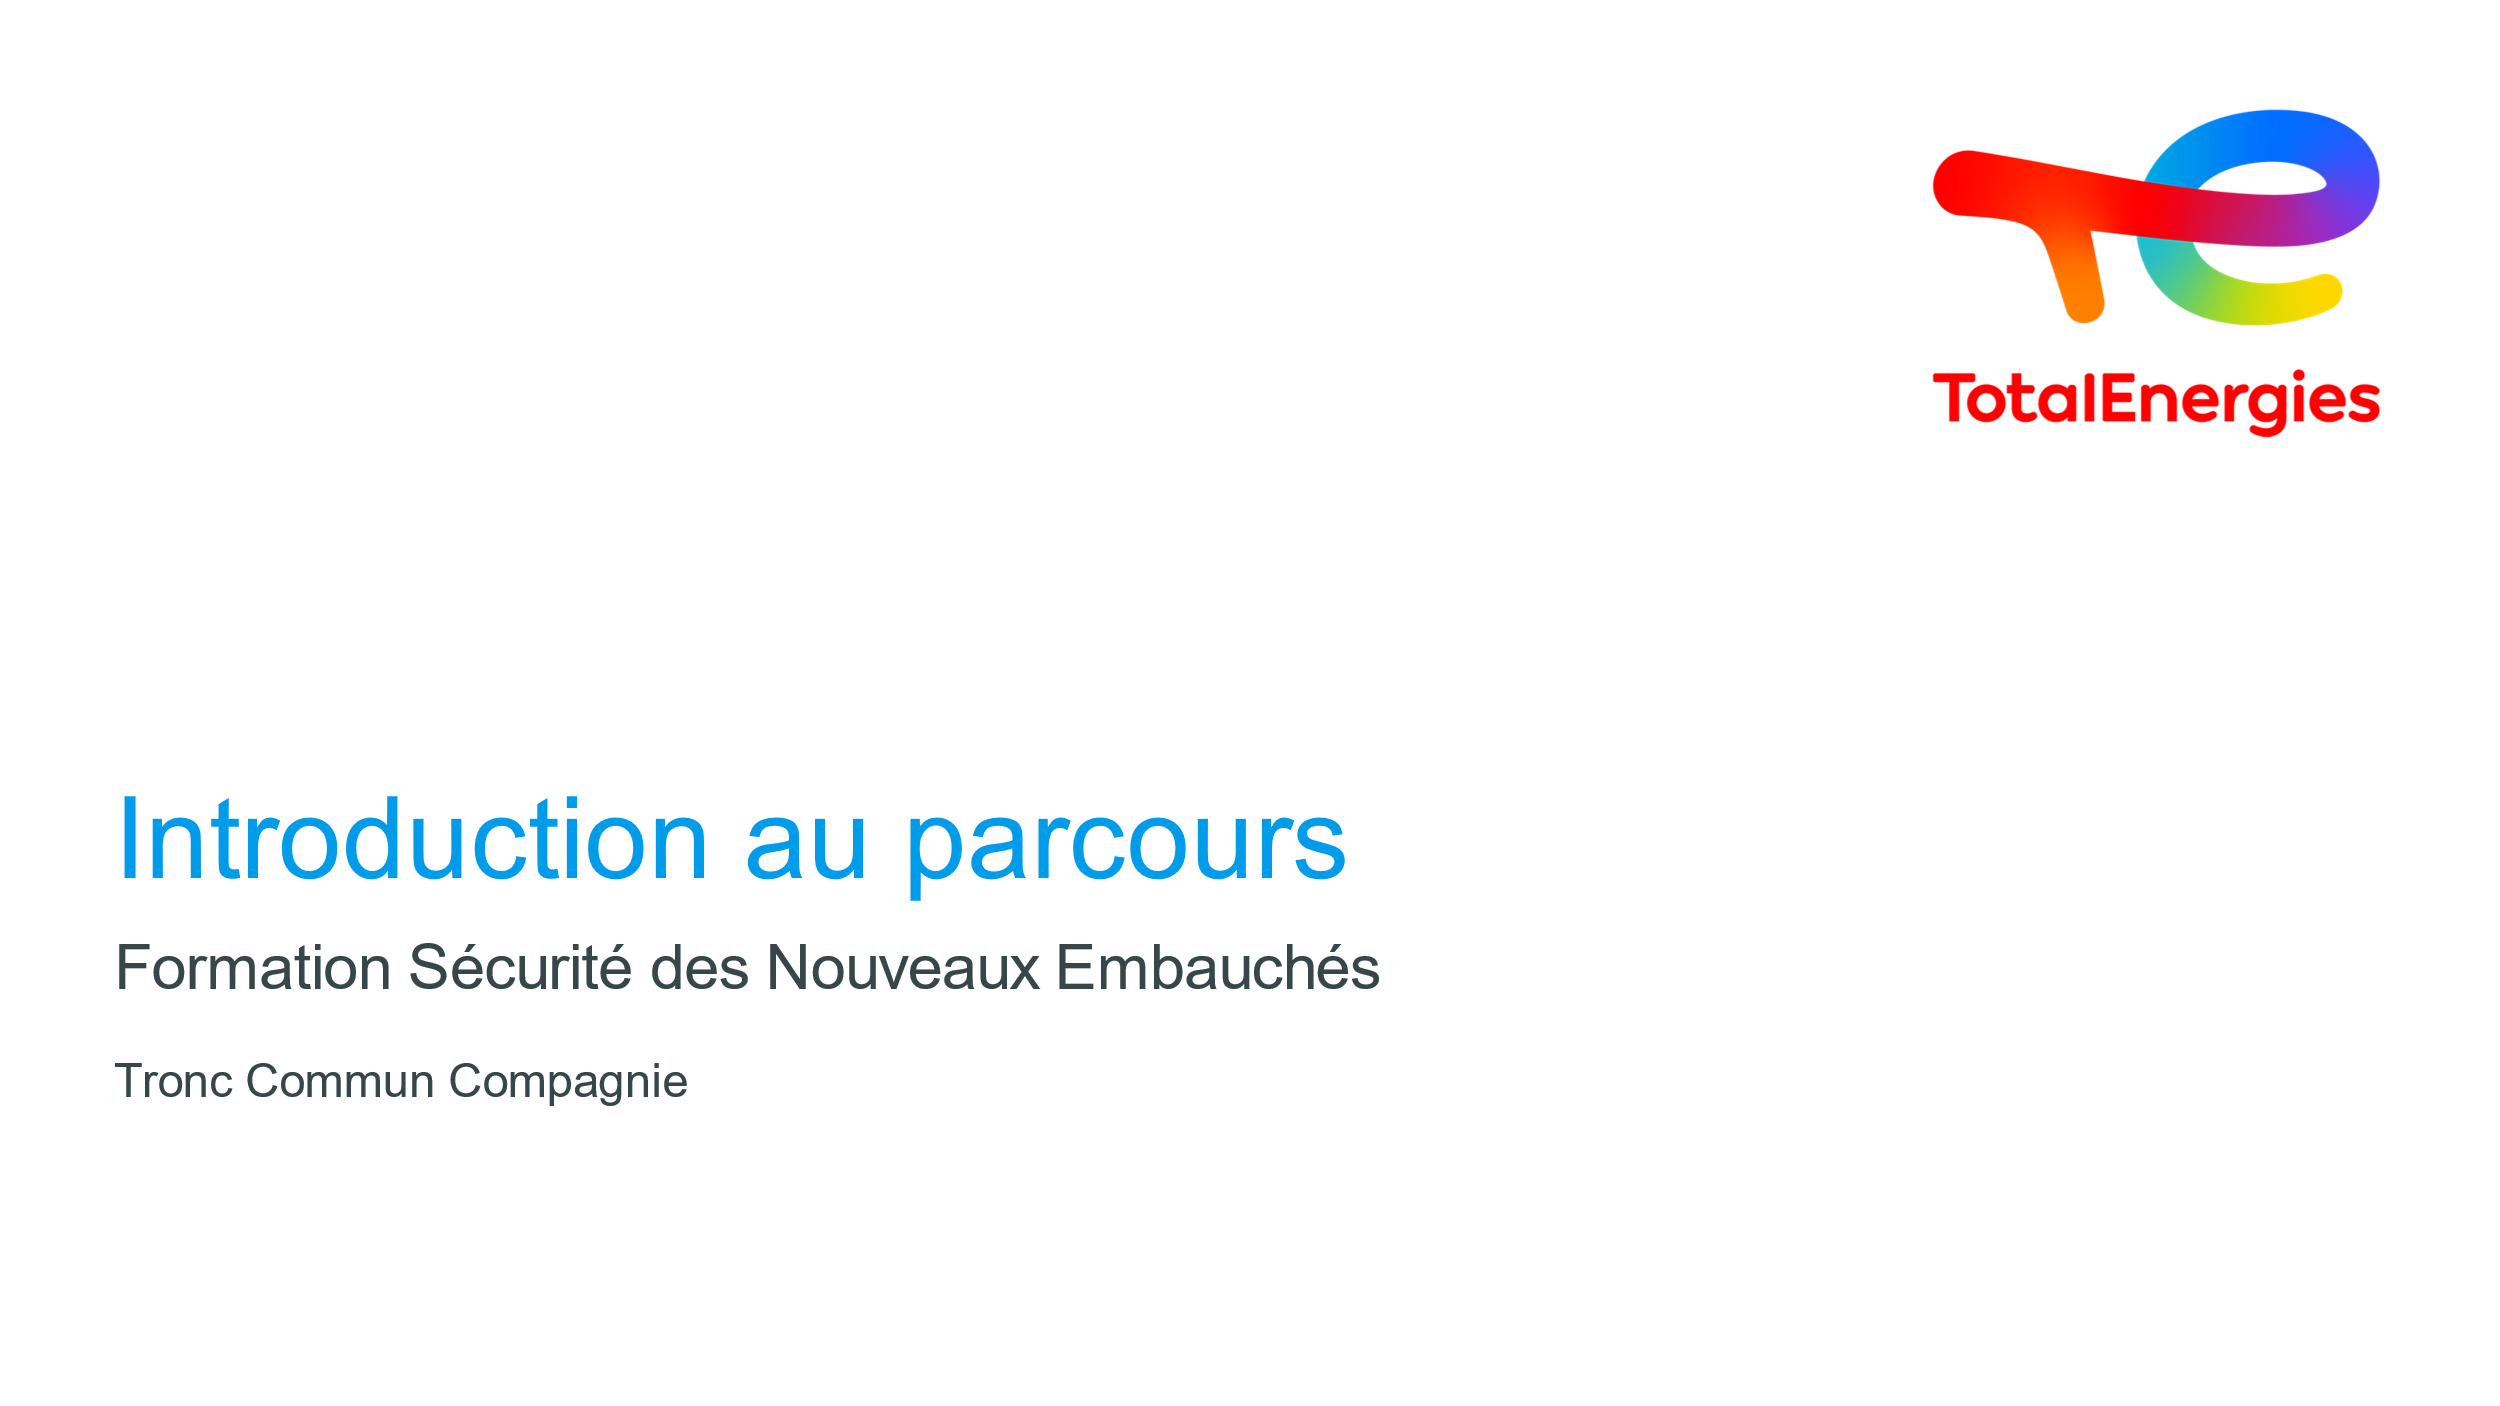 TotalEnergies
Introduction au parcours
Formation Sécurité des Nouveaux Embauchés
Tronc Commun Compagnie